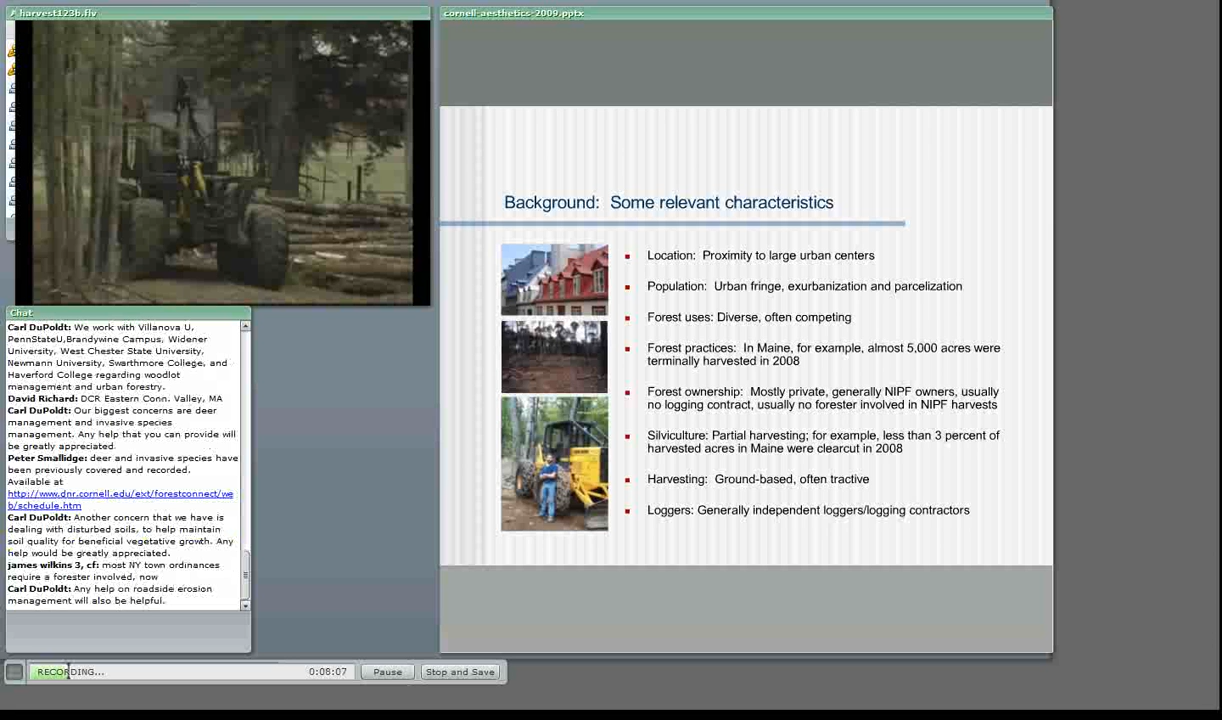 harvest123b.flv
cornell-aesthetics-2009.pptx
Background: Some relevant characteristics
Location: Proximity to large urban centers
Population: Urban fringe, exurbanization and parcelization
Forest uses: Diverse, often competing
Forest practices: In Maine, for example, almost 5,000 acres were
terminally harvested in 2008
Forest ownership: Mostly private, generally NIPF owners, usually
no logging contract, usually no forester involved in NIPF harvests
Silviculture: Partial harvesting; for example, less than 3 percent of
harvested acres in Maine were clearcut in 2008
Harvesting: Ground-based, often tractive
Loggers: Generally independent loggers/logging contractors
Chat
Carl DuPoldt: We work with Villanova U,
PennStateU,Brandywine Campus, Widener
University, West Chester State University,
Newmann University, Swarthmore College, and
Haverford College regarding woodlot
management and urban forestry.
David Richard: DCR Eastern Conn. Valley, MA
Carl DuPoldt: Our biggest concerns are deer
management and invasive species
management. Any help that you can provide will
be greatly appreciated.
Peter Smallidge: deer and invasive species have
been previously covered and recorded.
Available at
http://www.dnr.cornell.edu/ext/forestconnect/we
b/schedule.htm
Carl DuPoldt: Another concern that we have is
dealing with disturbed soils, to help maintain
soil quality for beneficial vegetative growth. Any
help would be greatly appreciated.
james wilkins 3, cf: most NY town ordinances
require a forester involved, now
Carl DuPoldt: Any help on roadside erosion
management will also be helpful.
RECORDING...
0:08:07
Pause
Stop and Save